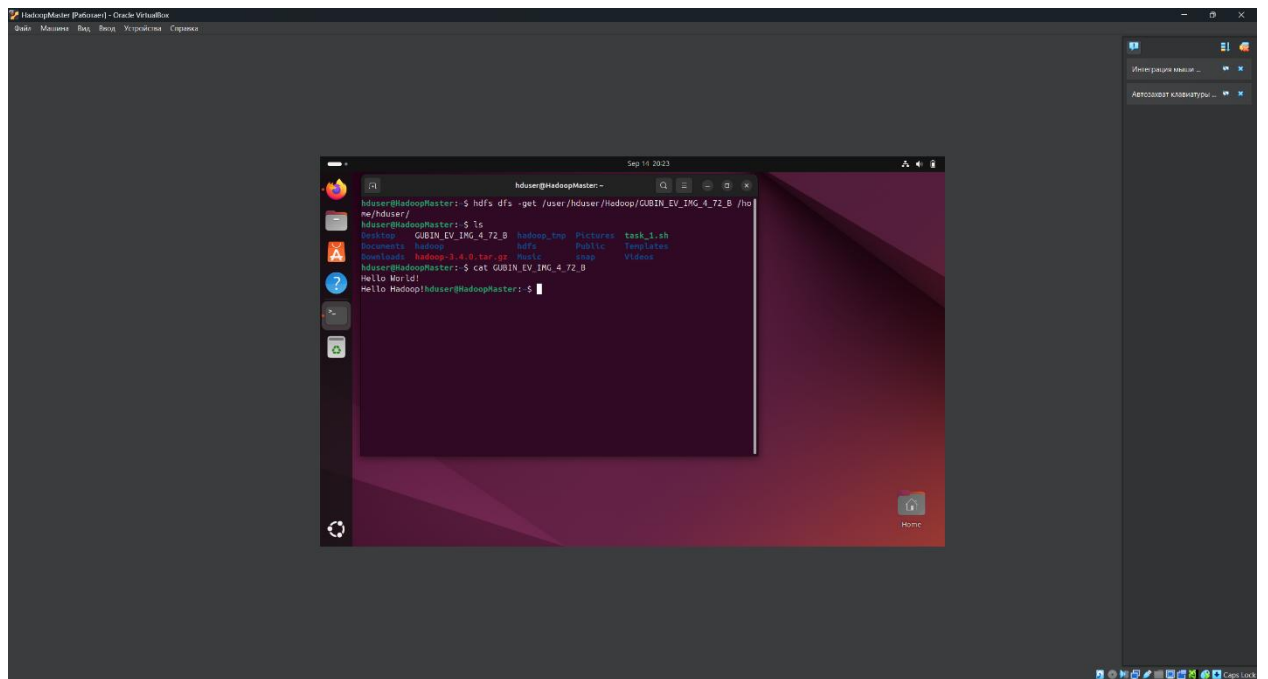 HadoopMaster [Работает] - Oracle VirtualBox
Файл Машина Вид Ввод Устройства Справка
Интеграция мыши ...
Автозахват клавиатуры ...
Sep 14 20:23
hduser@HadoopMaster: ~
hduser@HadoopMaster:~$ hdfs dfs -get /user/hduser/Hadoop/GUBIN_EV_IMG_4_72_B /ho
me/hduser/
hduser@HadoopMaster:~$ ls
Desktop GUBIN_EV_IMG_4_72_B hadoop_tmp Pictures task_1.sh
Documents hadoop hdfs Public Templates
Downloads hadoop-3.4.0.tar.gz Music snap Videos
hduser@HadoopMaster:~$ cat GUBIN_EV_IMG_4_72_B
Hello World!
Hello Hadoop!hduser@HadoopMaster:~$
Home
Caps Lock